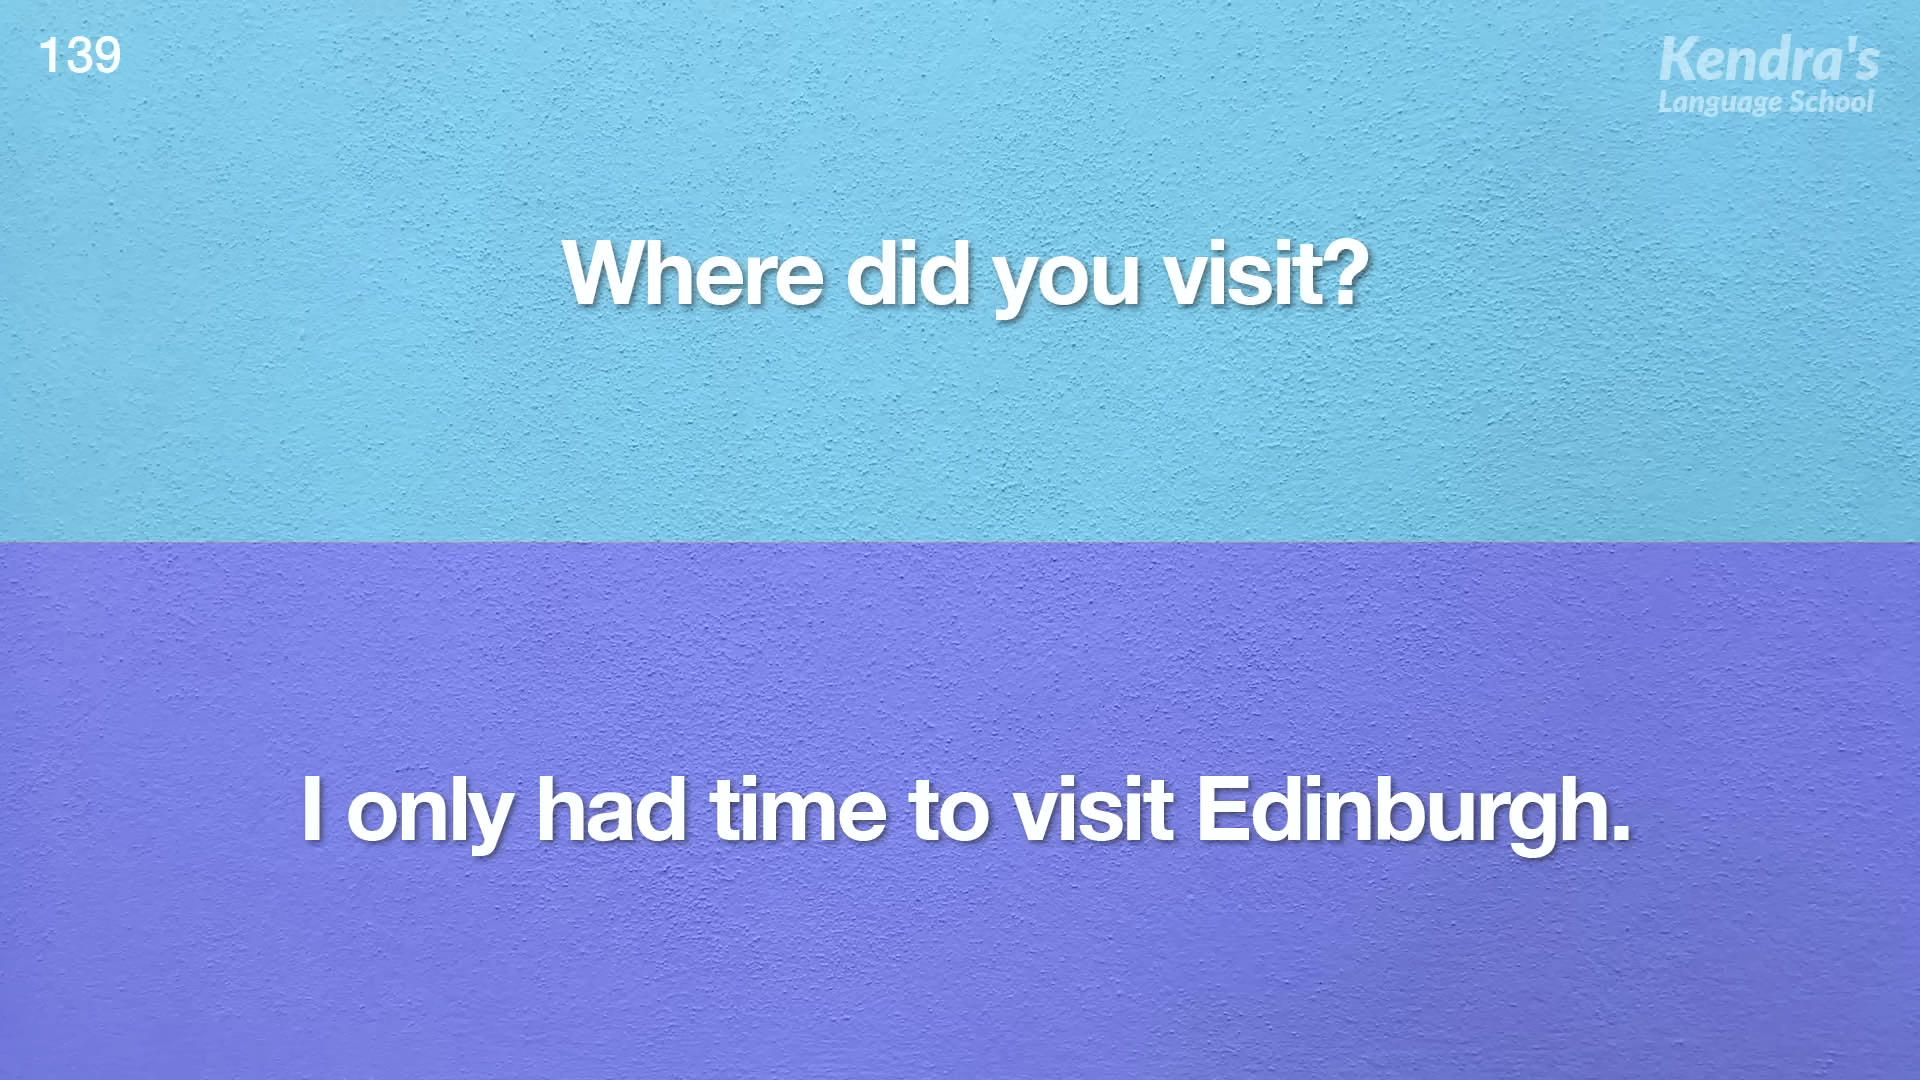 139
Kendra's
Language School
Where did you visit?
I only had time to visit Edinburgh.